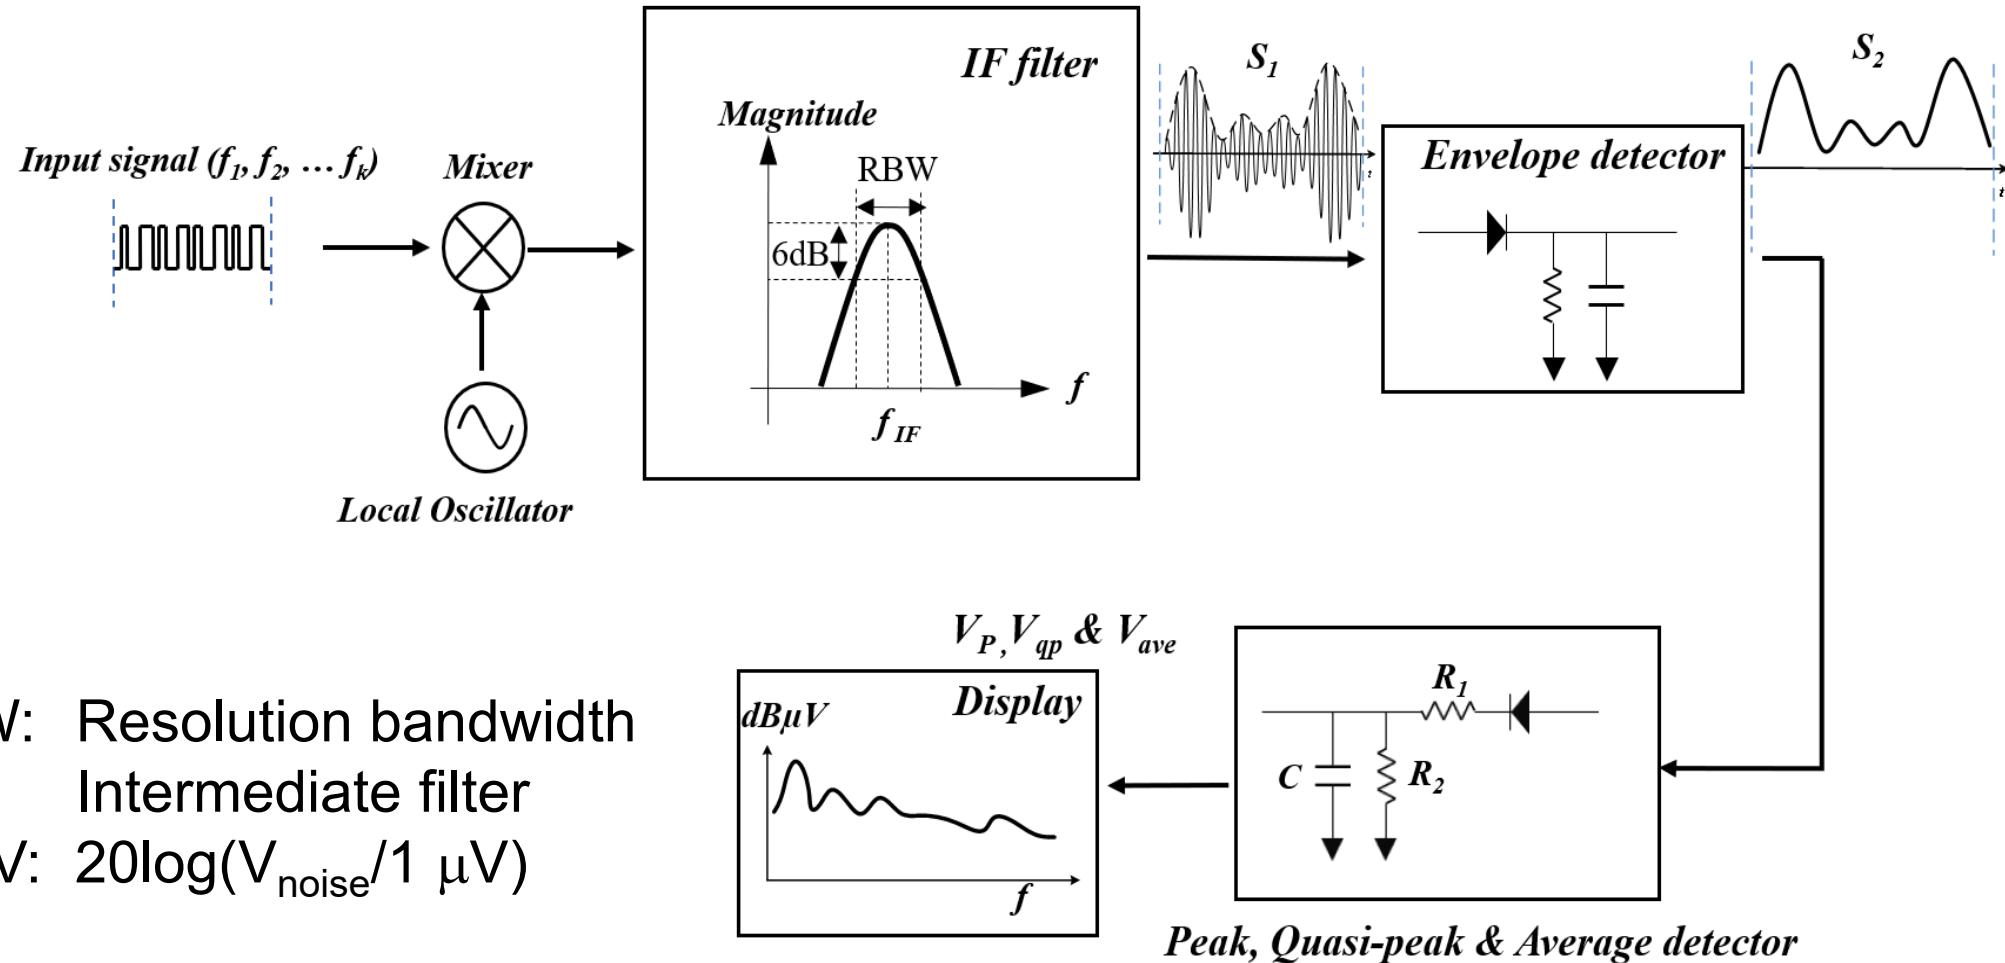 Input signal (f1, f2, … fk)
Mixer
Local Oscillator
IF filter
Magnitude
RBW
6dB
f
f IF
S1
t
Envelope detector
S2
t
VP, Vqp & Vave
Display
dBμV
f
R1
C
R2
Peak, Quasi-peak & Average detector
W: Resolution bandwidth
Intermediate filter
V: 20log(Vnoise/1 μV)